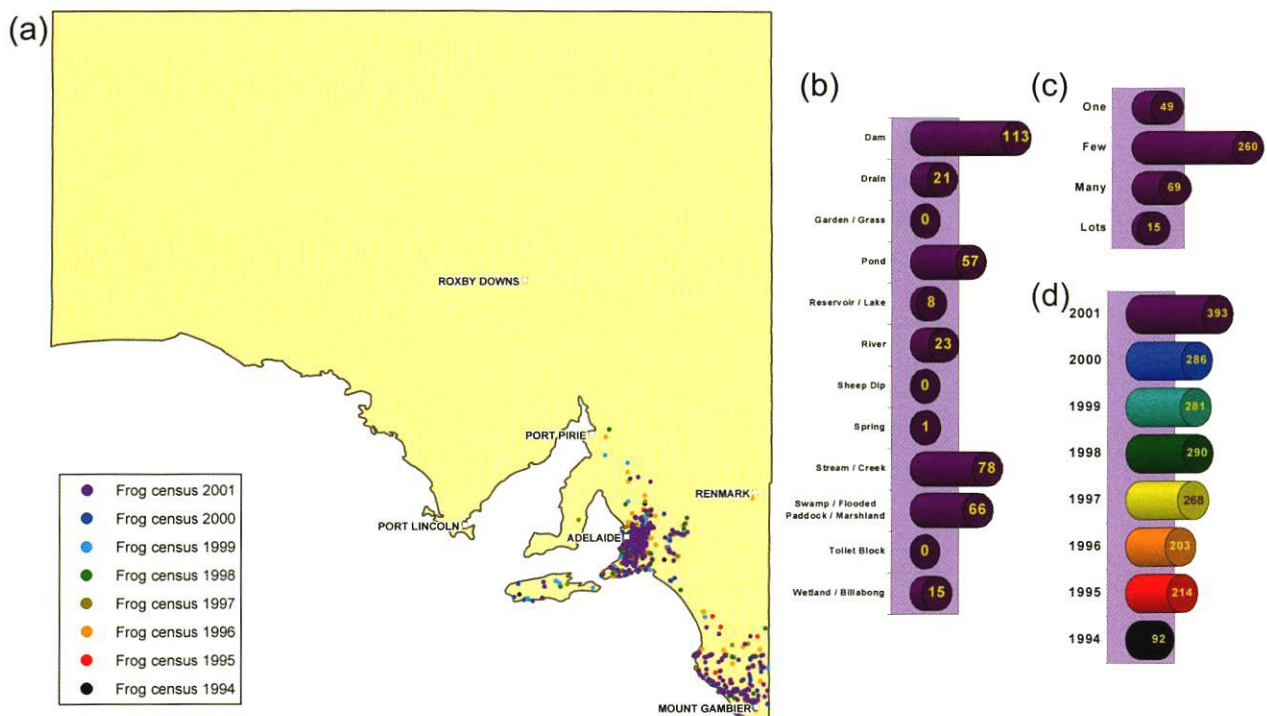 (a)
ROXBY DOWNS
PORT PIRIE
RENMARK
PORT LINCOLN
ADELAIDE
MOUNT GAMBIER
Frog census 2001
Frog census 2000
Frog census 1999
Frog census 1998
Frog census 1997
Frog census 1996
Frog census 1995
Frog census 1994
(b)
Dam 113
Drain 21
Garden / Grass 0
Pond 57
Reservoir / Lake 8
River 23
Sheep Dip 0
Spring 1
Stream / Creek 78
Swamp / Flooded
Paddock / Marshland 66
Toilet Block 0
Wetland / Billabong 15
(c)
One 49
Few 260
Many 69
Lots 15
(d)
2001 393
2000 286
1999 281
1998 290
1997 268
1996 203
1995 214
1994 92